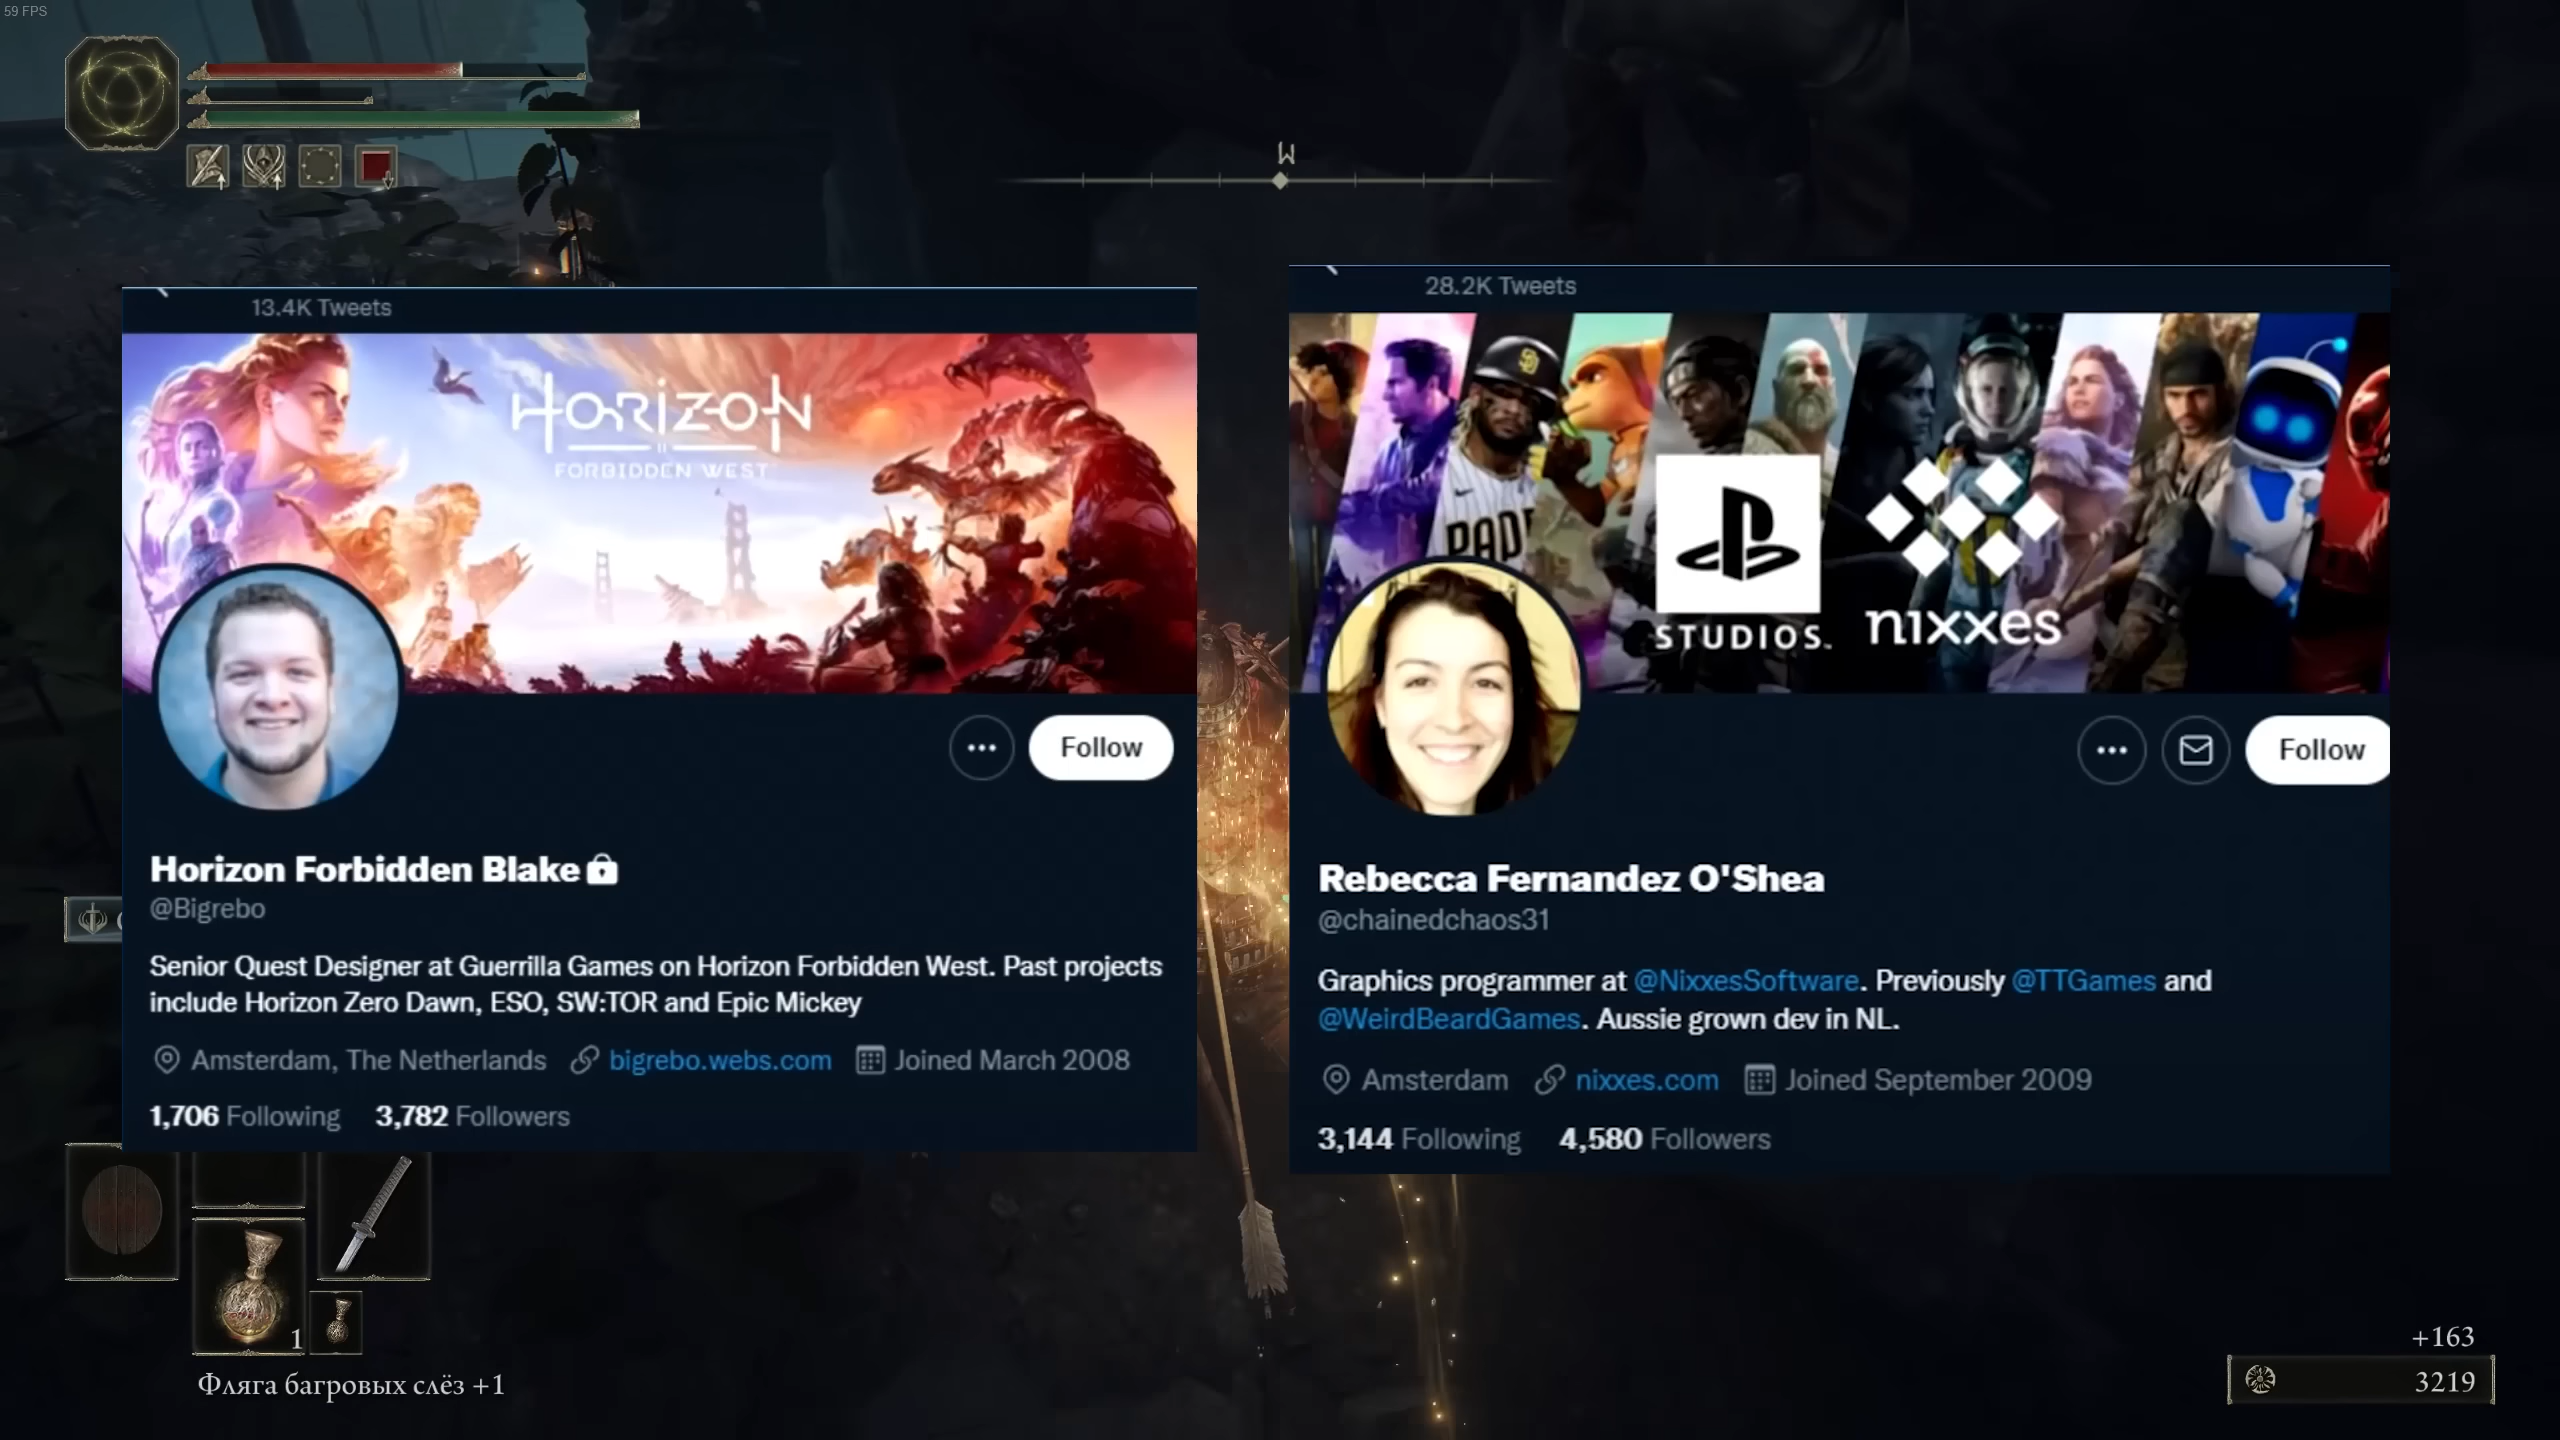 59 FPS
W
13.4K Tweets
HORIZON
FORBIDDEN WEST
Follow
Horizon Forbidden Blake
@Bigrebo
Senior Quest Designer at Guerrilla Games on Horizon Forbidden West. Past projects
include Horizon Zero Dawn, ESO, SW:TOR and Epic Mickey
Amsterdam, The Netherlands bigrebo.webs.com Joined March 2008
1,706 Following 3,782 Followers
28.2K Tweets
SD
PAD
STUDIOS™
nixxes
Follow
Rebecca Fernandez O'Shea
@chainedchaos31
Graphics programmer at @NixxesSoftware. Previously @TTGames and
@WeirdBeardGames. Aussie grown dev in NL.
Amsterdam nixxes.com Joined September 2009
3,144 Following 4,580 Followers
1
Фляга багровых слёз +1
+163
3219